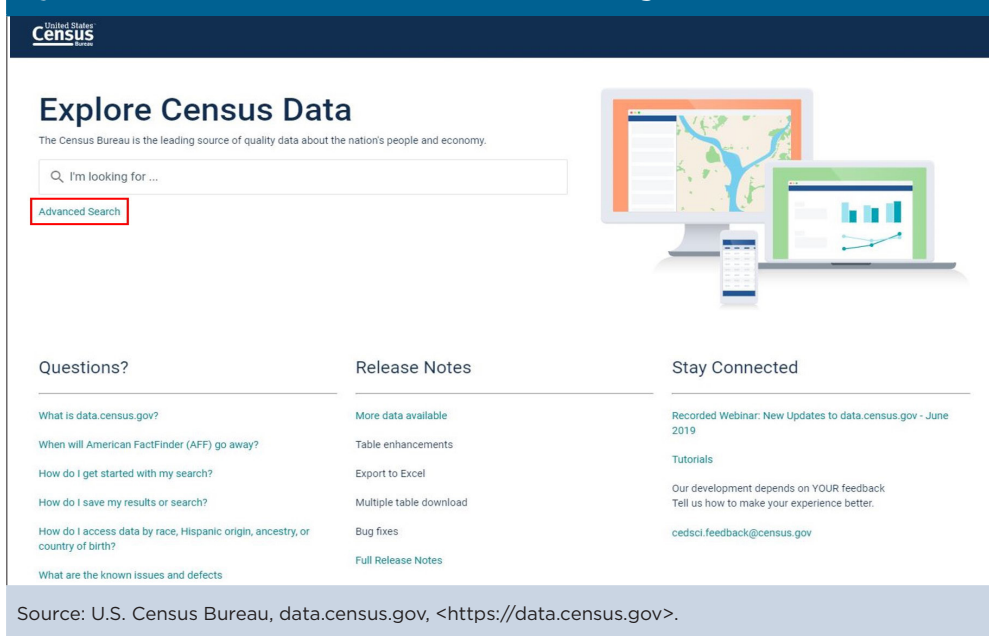 United States
Census
Bureau
Explore Census Data
The Census Bureau is the leading source of quality data about the nation's people and economy.
I'm looking for ...
Advanced Search
Questions?
What is data.census.gov?
When will American FactFinder (AFF) go away?
How do I get started with my search?
How do I save my results or search?
How do I access data by race, Hispanic origin, ancestry, or
country of birth?
What are the known issues and defects
Release Notes
More data available
Table enhancements
Export to Excel
Multiple table download
Bug fixes
Full Release Notes
Stay Connected
Recorded Webinar: New Updates to data.census.gov - June
2019
Tutorials
Our development depends on YOUR feedback
Tell us how to make your experience better.
cedsci.feedback@census.gov
Source: U.S. Census Bureau, data.census.gov, <https://data.census.gov>.